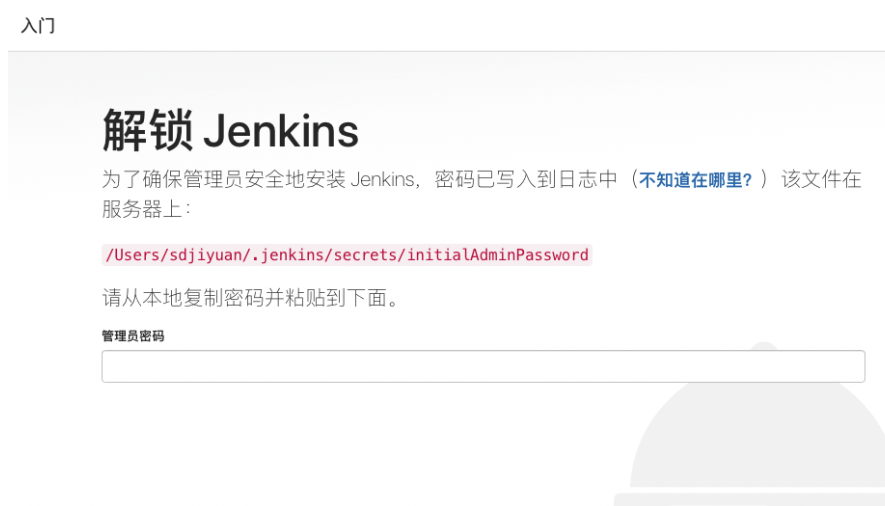 入门
解锁 Jenkins
为了确保管理员安全地安装 Jenkins，密码已写入到日志中（不知道在哪里？）该文件在
服务器上：
/Users/sdjiyuan/.jenkins/secrets/initialAdminPassword
请从本地复制密码并粘贴到下面。
管理员密码